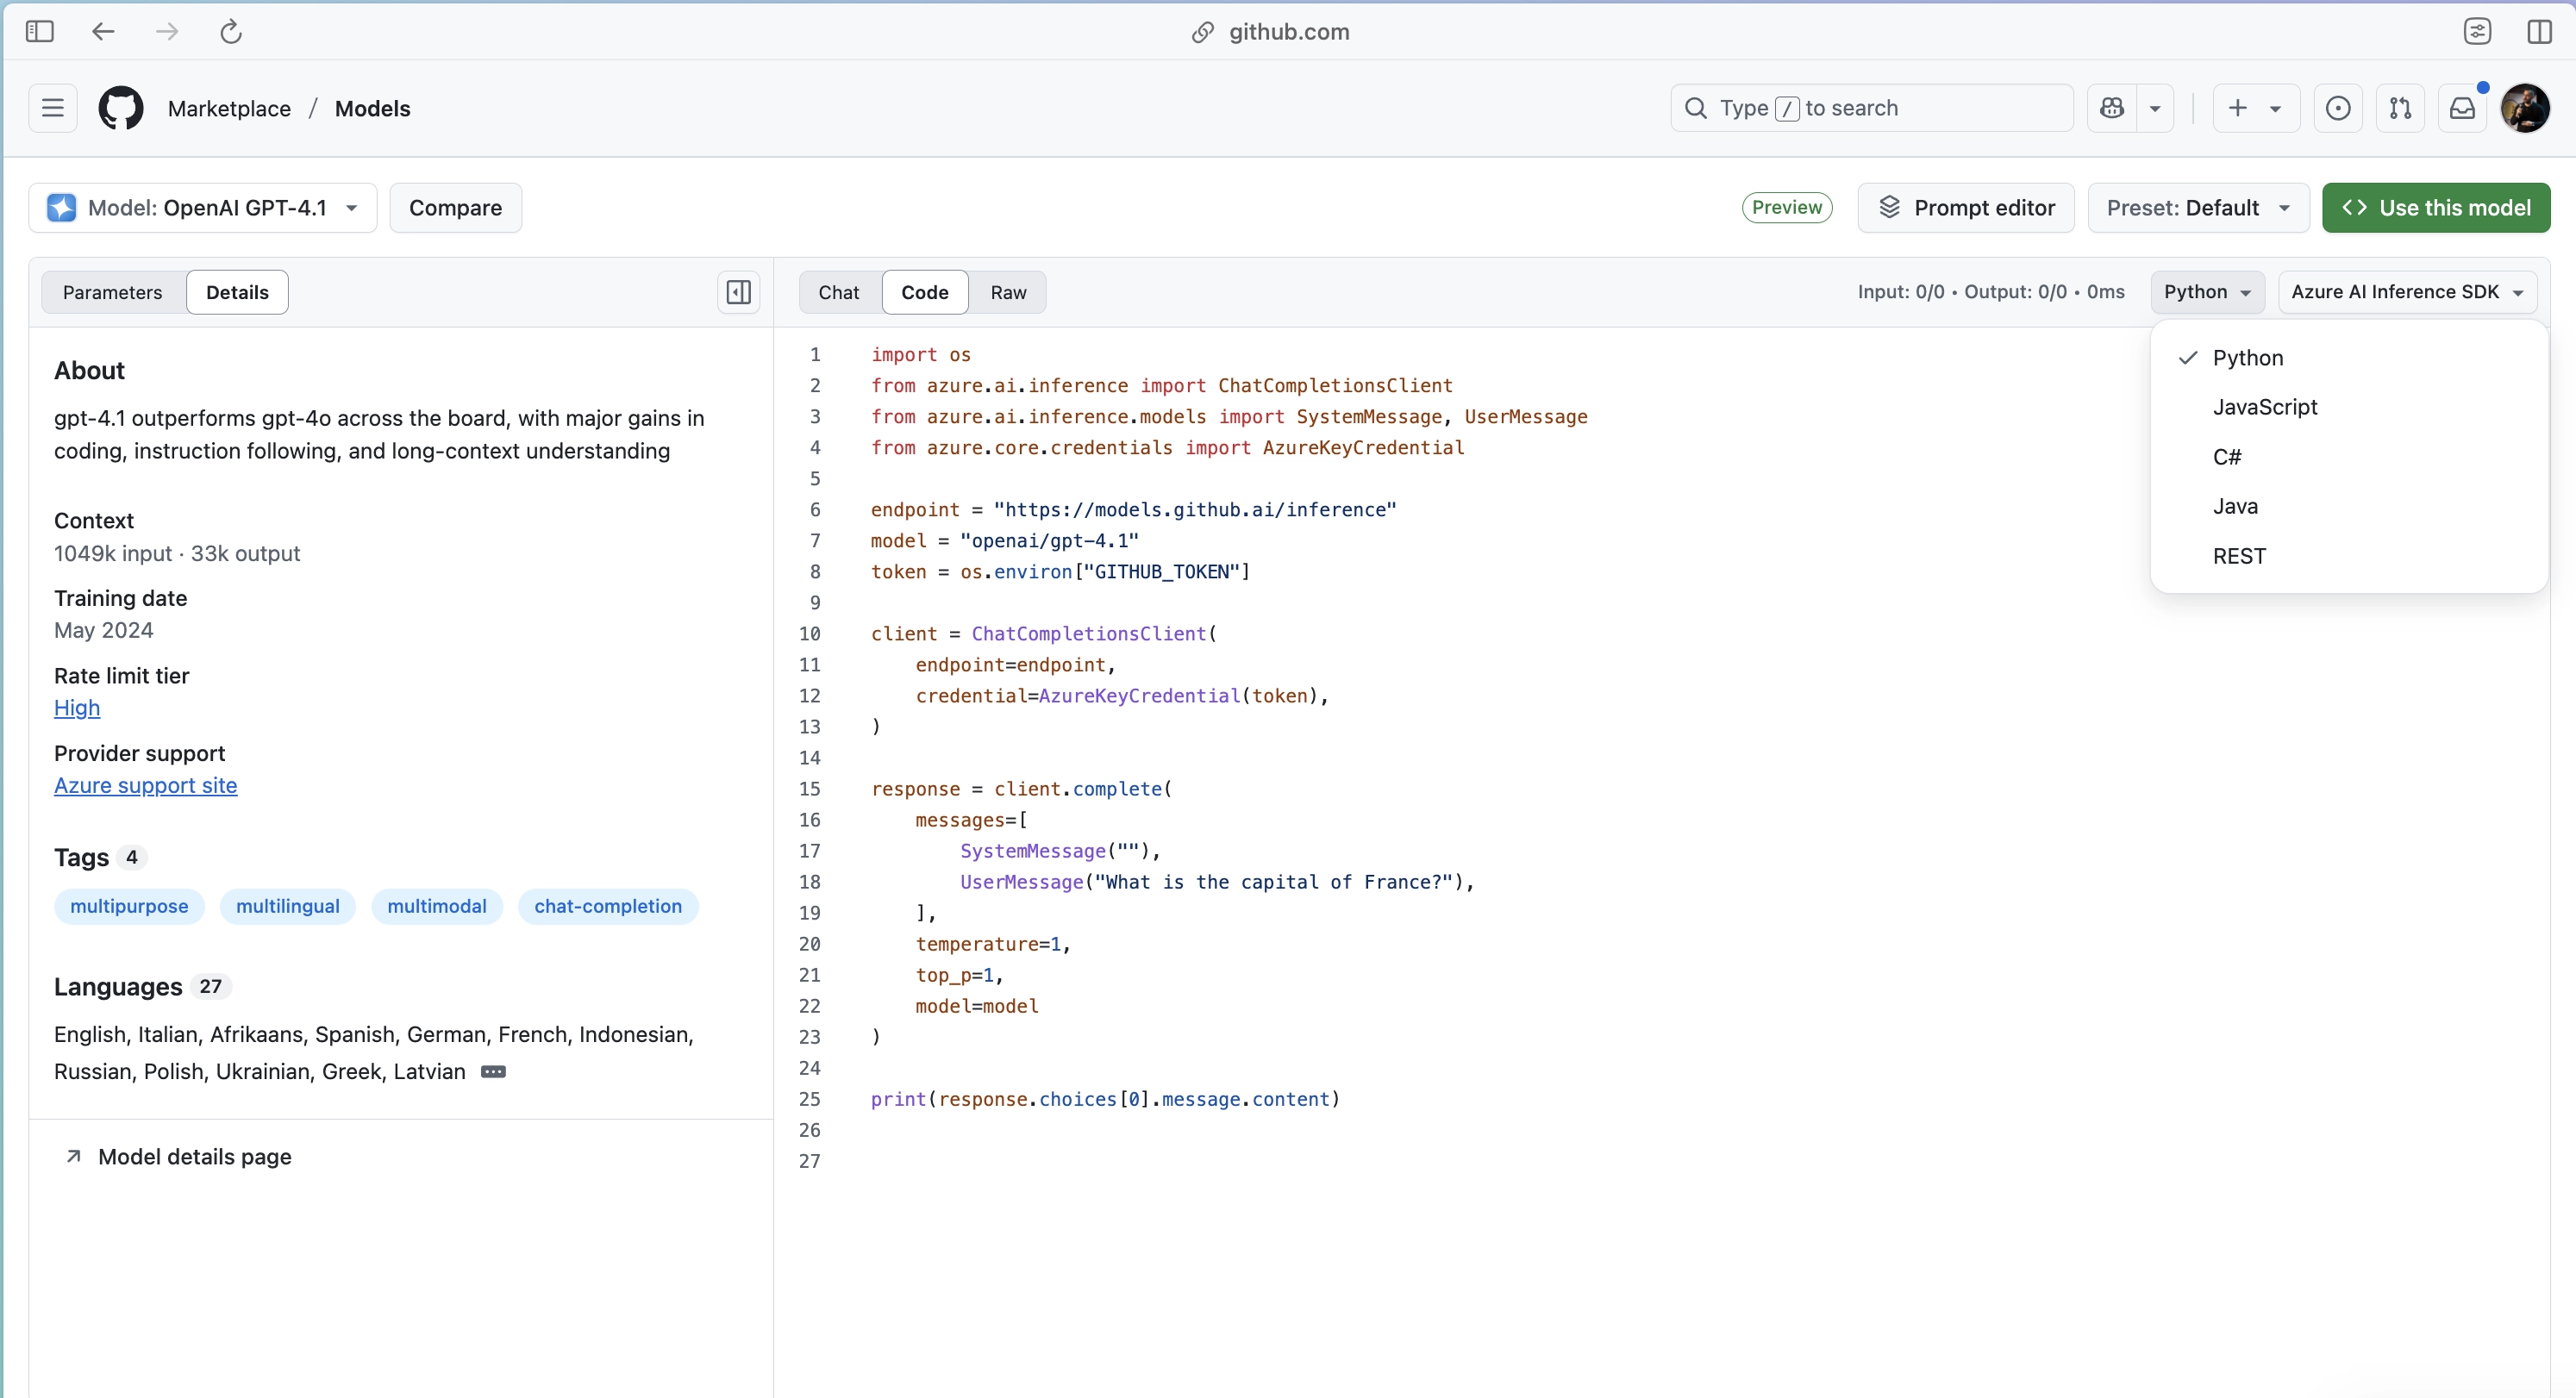 github.com
Marketplace / Models
Type / to search
Model: OpenAI GPT-4.1
Compare
Preview
Prompt editor
Preset: Default
Use this model
Parameters
Details
Chat
Code
Raw
Input: 0/0 • Output: 0/0 • 0ms
Python
Azure AI Inference SDK
Python
JavaScript
C#
Java
REST
About
gpt-4.1 outperforms gpt-4o across the board, with major gains in
coding, instruction following, and long-context understanding
Context
1049k input · 33k output
Training date
May 2024
Rate limit tier
High
Provider support
Azure support site
Tags 4
multipurpose
multilingual
multimodal
chat-completion
Languages 27
English, Italian, Afrikaans, Spanish, German, French, Indonesian,
Russian, Polish, Ukrainian, Greek, Latvian
Model details page
1 import os
2 from azure.ai.inference import ChatCompletionsClient
3 from azure.ai.inference.models import SystemMessage, UserMessage
4 from azure.core.credentials import AzureKeyCredential
5
6 endpoint = "https://models.github.ai/inference"
7 model = "openai/gpt-4.1"
8 token = os.environ["GITHUB_TOKEN"]
9
10 client = ChatCompletionsClient(
11     endpoint=endpoint,
12     credential=AzureKeyCredential(token),
13 )
14
15 response = client.complete(
16     messages=[
17         SystemMessage(""),
18         UserMessage("What is the capital of France?"),
19     ],
20     temperature=1,
21     top_p=1,
22     model=model
23 )
24
25 print(response.choices[0].message.content)
26
27